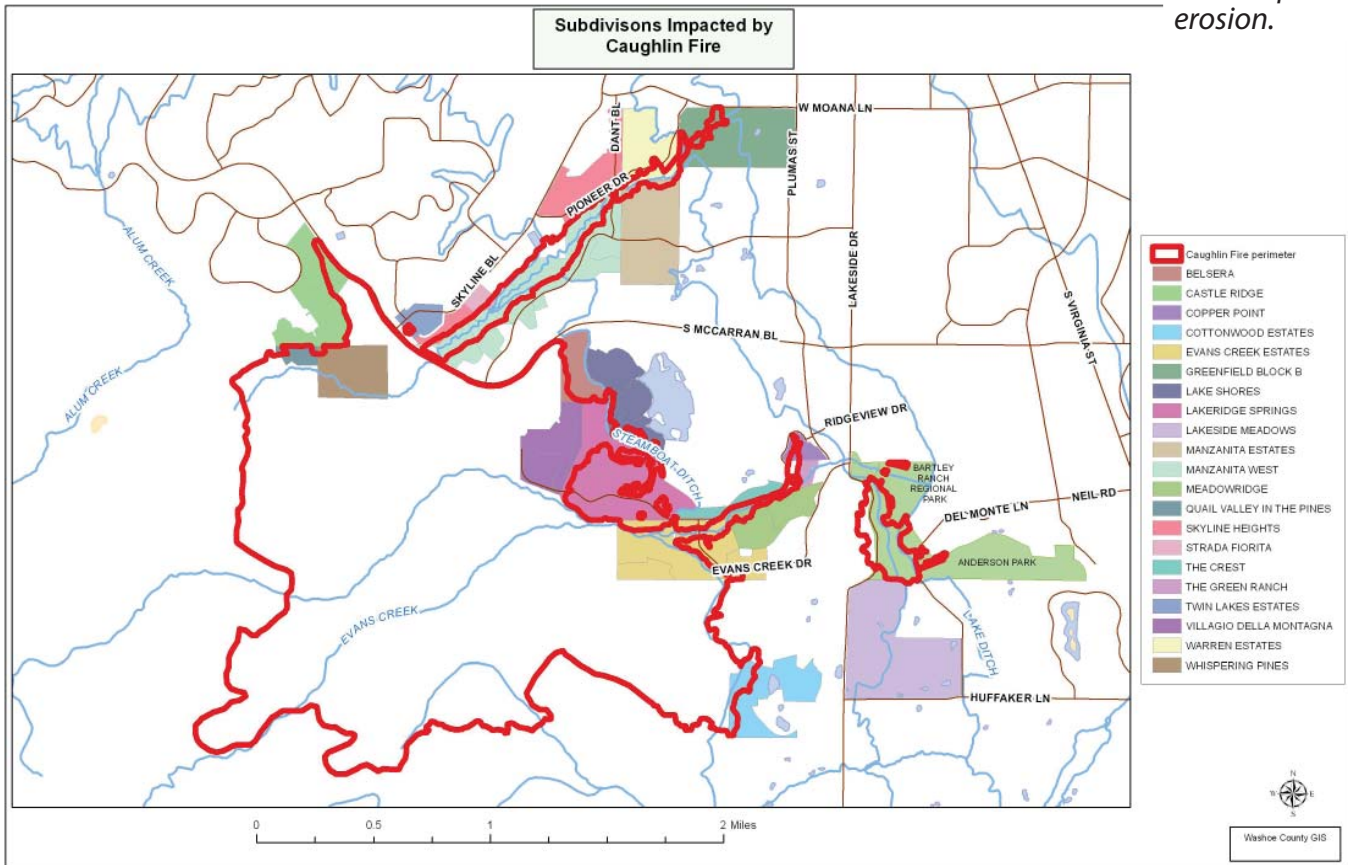 erosion.
Subdivisons Impacted by
Caughlin Fire
W MOANA LN
DANT BL
PLUMAS ST
PIONEER DR
ALUM CREEK
SKYLINE BL
LAKESIDE DR
S VIRGINIA ST
S MCCARRAN BL
ALUM CREEK
RIDGEVIEW DR
STEAMBOAT DITCH
BARTLEY
RANCH
REGIONAL
PARK
NEIL RD
DEL MONTE LN
EVANS CREEK DR
ANDERSON PARK
EVANS CREEK
LAKE DITCH
HUFFAKER LN
Caughlin Fire perimeter
BELSERA
CASTLE RIDGE
COPPER POINT
COTTONWOOD ESTATES
EVANS CREEK ESTATES
GREENFIELD BLOCK B
LAKE SHORES
LAKERIDGE SPRINGS
LAKESIDE MEADOWS
MANZANITA ESTATES
MANZANITA WEST
MEADOWRIDGE
QUAIL VALLEY IN THE PINES
SKYLINE HEIGHTS
STRADA FIORITA
THE CREST
THE GREEN RANCH
TWIN LAKES ESTATES
VILLAGIO DELLA MONTAGNA
WARREN ESTATES
WHISPERING PINES
N
W E
S
0 0.5 1 2 Miles
Washoe County GIS